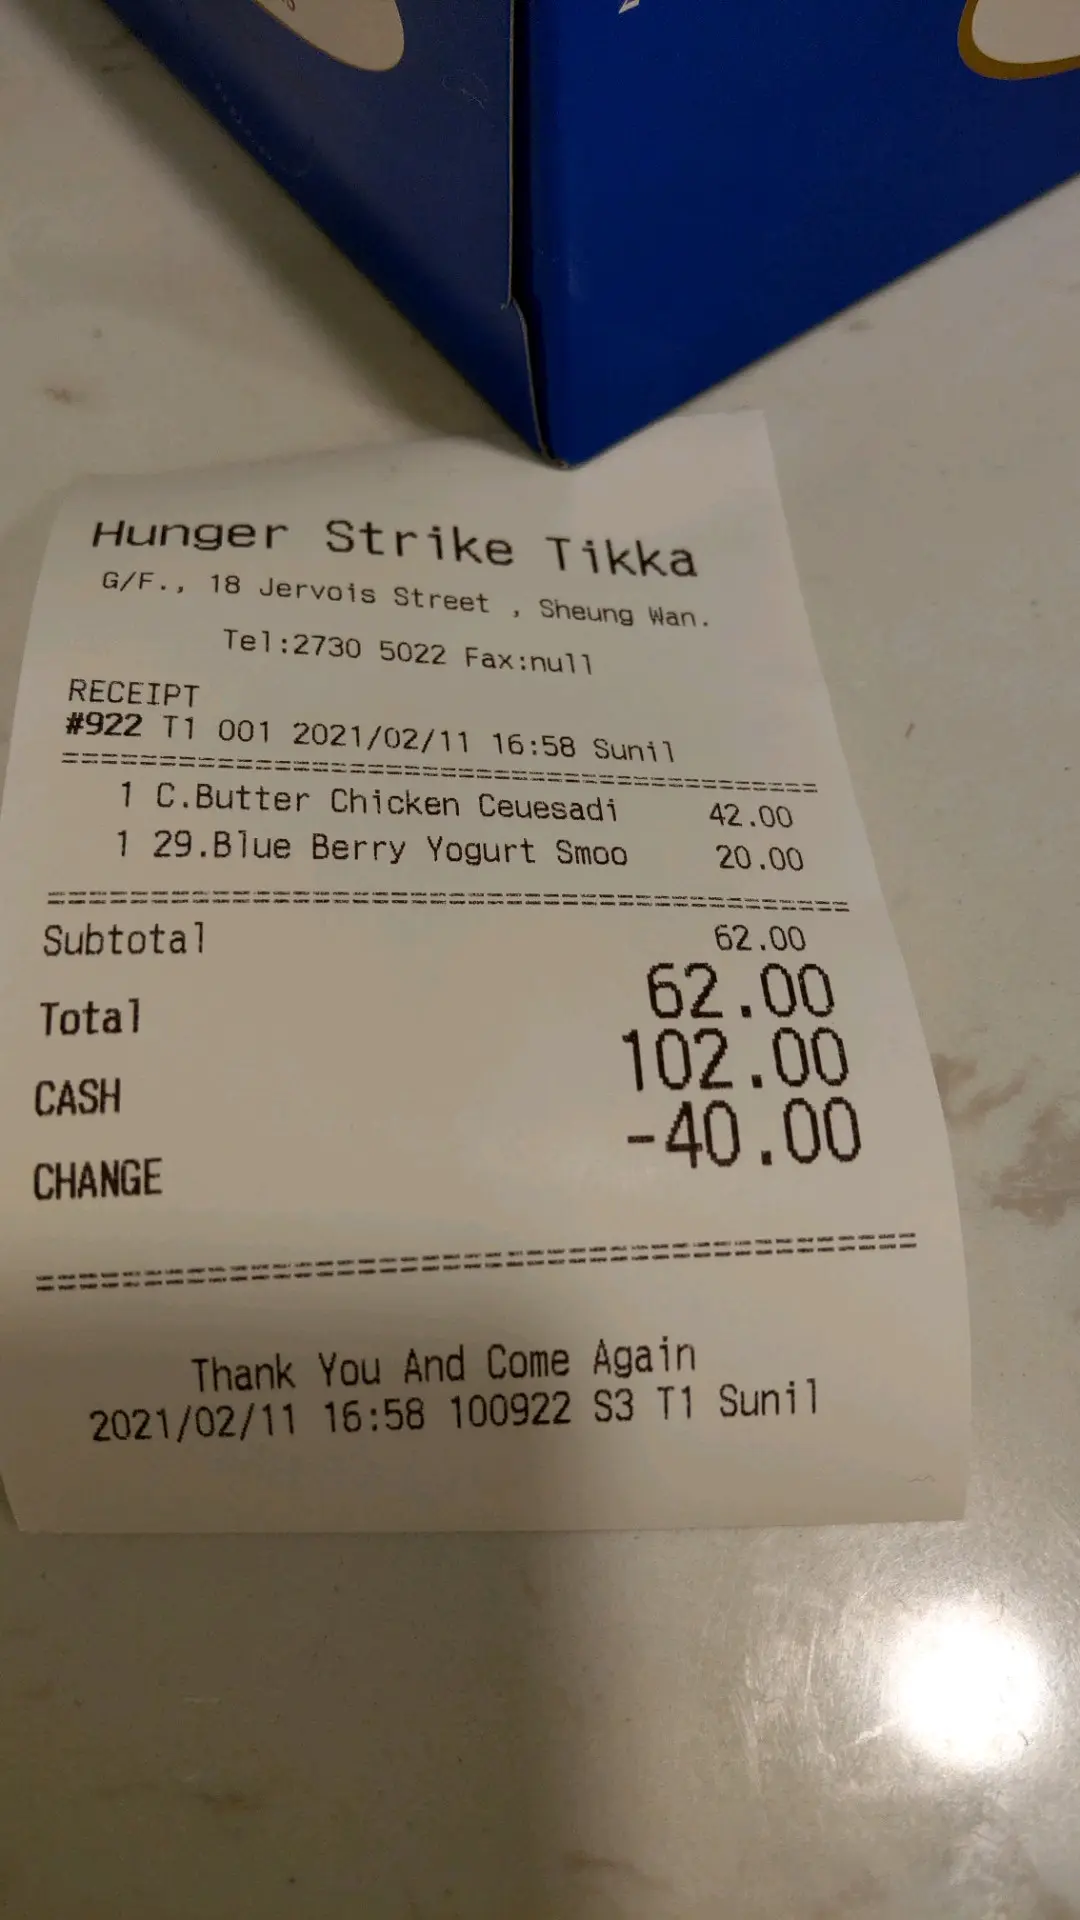 Hunger Strike Tikka
G/F., 18 Jervois Street , Sheung Wan.
Tel:2730 5022 Fax:null
RECEIPT
#922 T1 001 2021/02/11 16:58 Sunil
1 C.Butter Chicken Ceuesadi 42.00
1 29.Blue Berry Yogurt Smoo 20.00
Subtotal 62.00
Total 62.00
CASH 102.00
CHANGE -40.00
Thank You And Come Again
2021/02/11 16:58 100922 S3 T1 Sunil